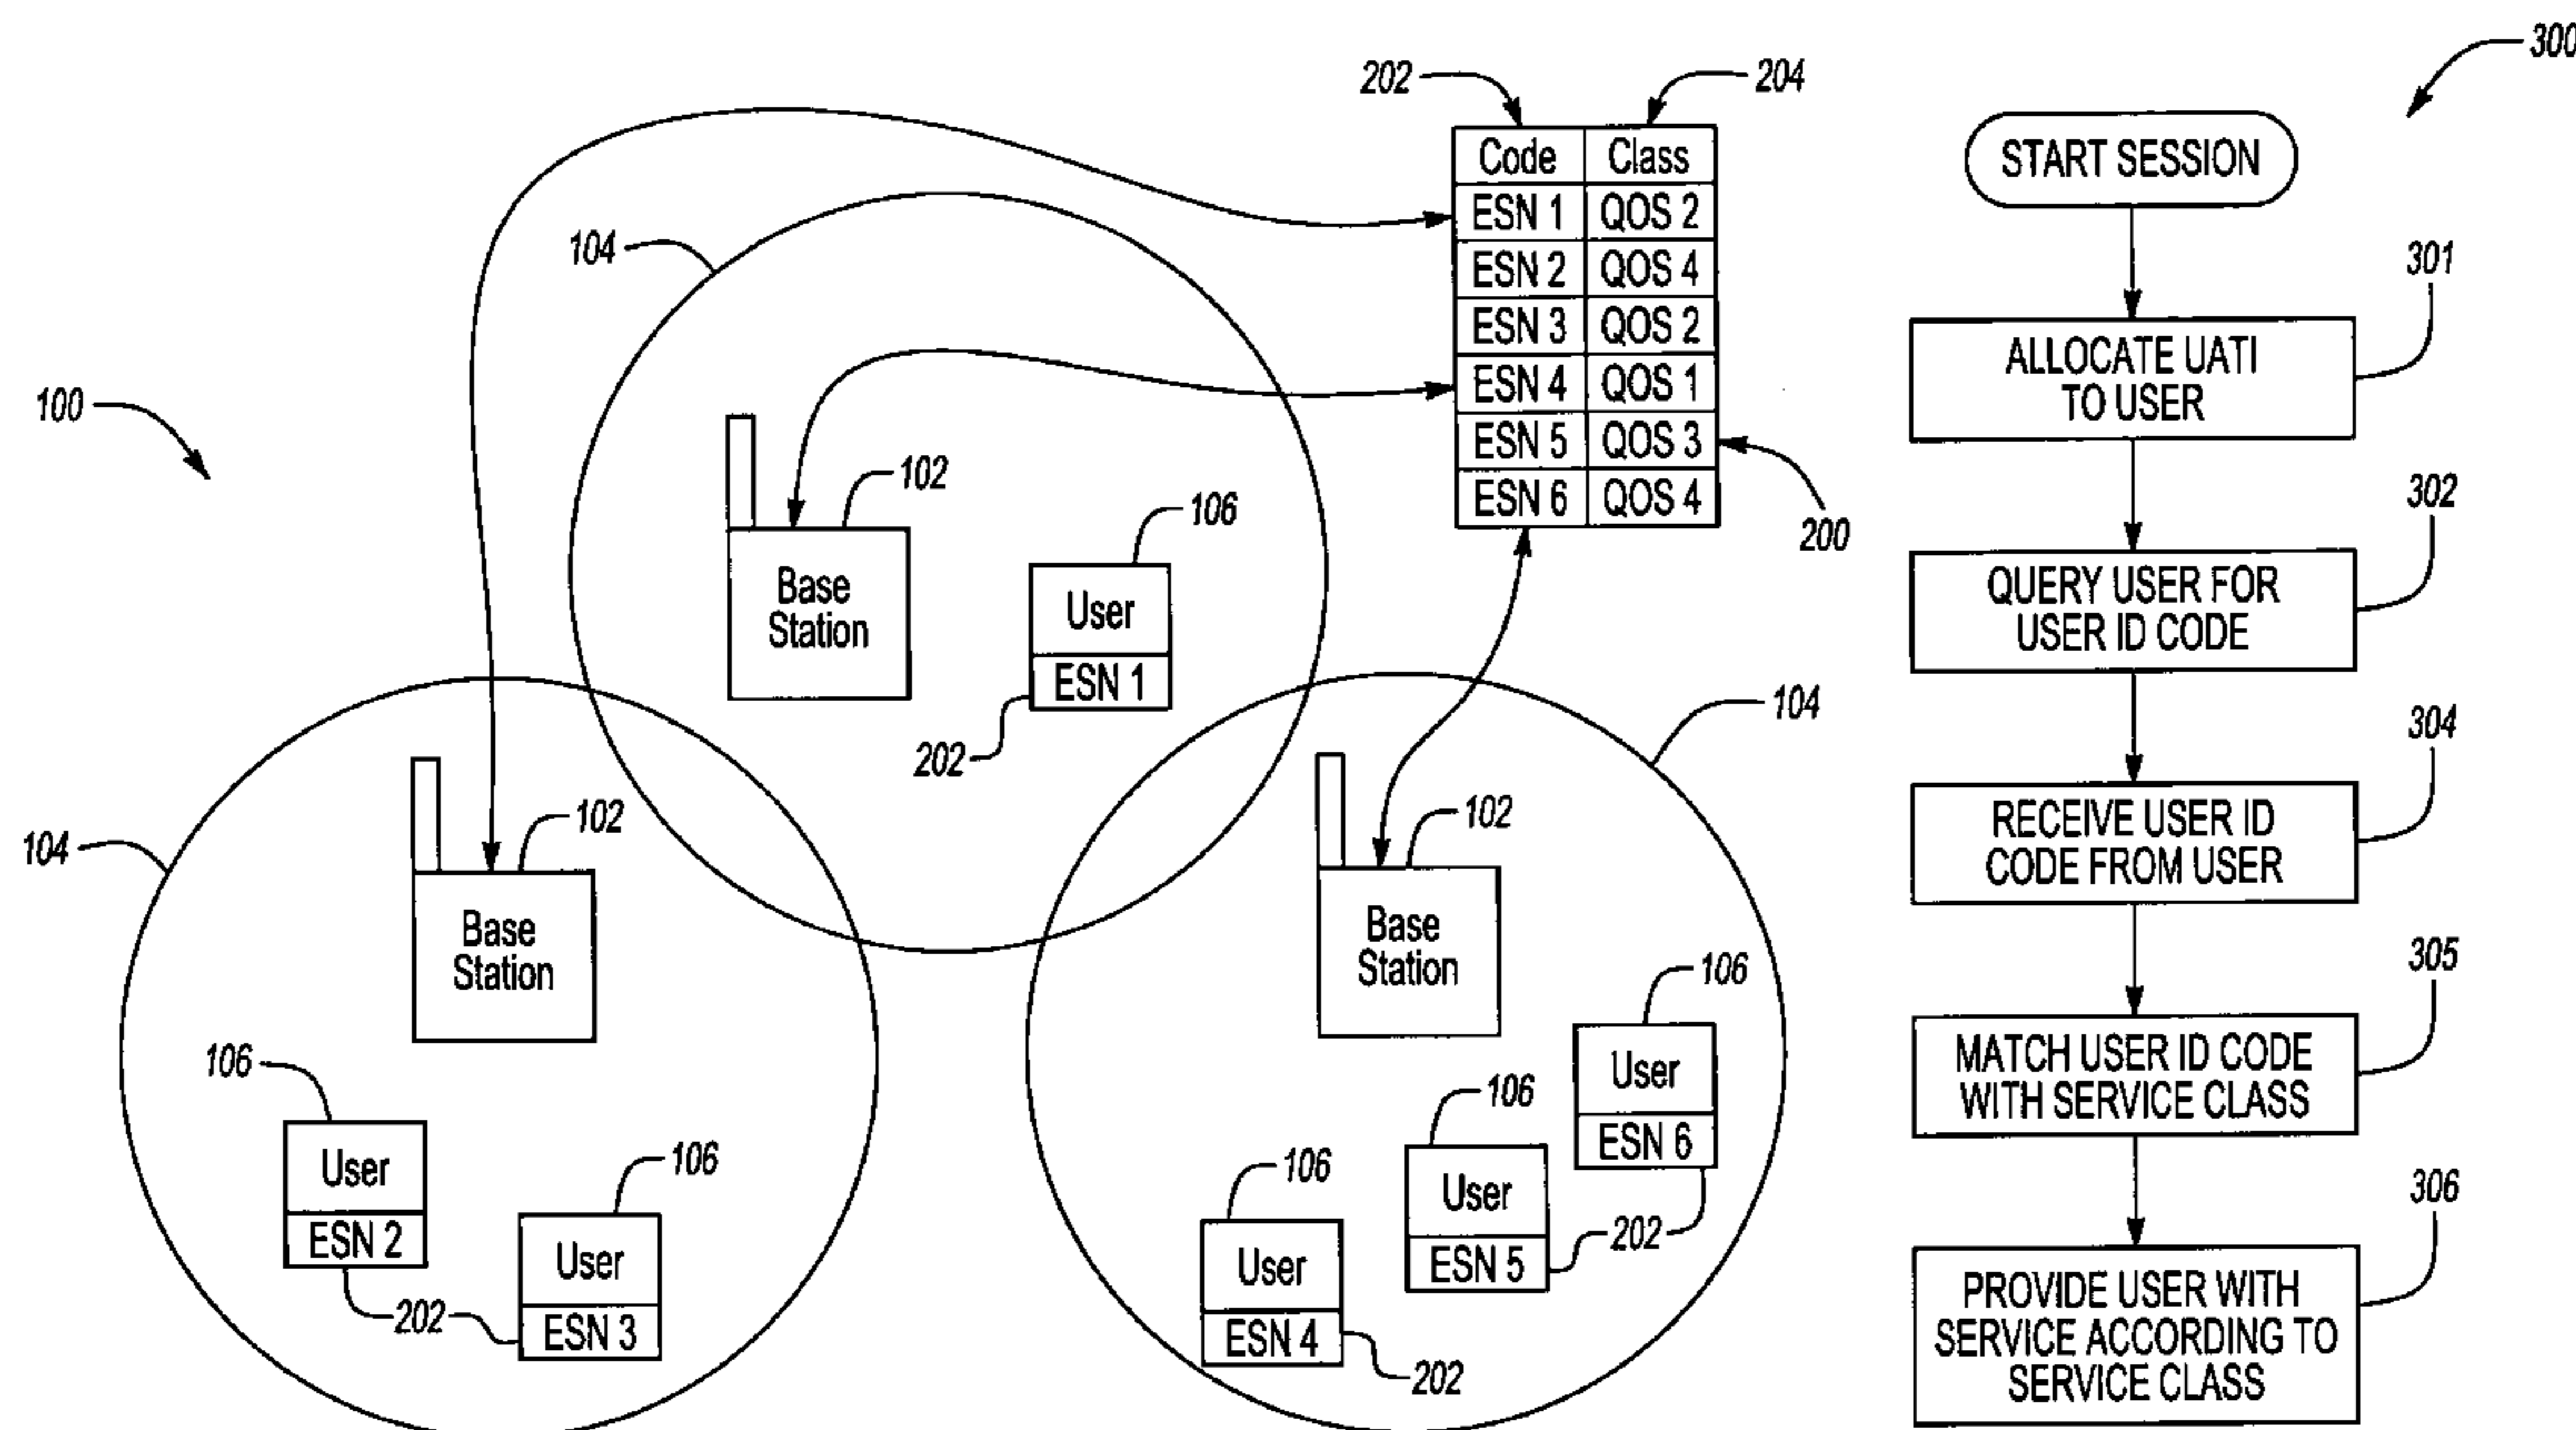 100
104
202
204
Code Class
ESN 1 QOS 2
ESN 2 QOS 4
ESN 3 QOS 2
ESN 4 QOS 1
ESN 5 QOS 3
ESN 6 QOS 4
200
102
Base
Station
106
User
ESN 1
202
104
102
Base
Station
106
User
ESN 2
106
User
ESN 3
202
104
102
Base
Station
106
User
ESN 6
106
User
ESN 5
202
106
User
ESN 4
202
300
START SESSION
301
ALLOCATE UATI
TO USER
302
QUERY USER FOR
USER ID CODE
304
RECEIVE USER ID
CODE FROM USER
305
MATCH USER ID CODE
WITH SERVICE CLASS
306
PROVIDE USER WITH
SERVICE ACCORDING TO
SERVICE CLASS